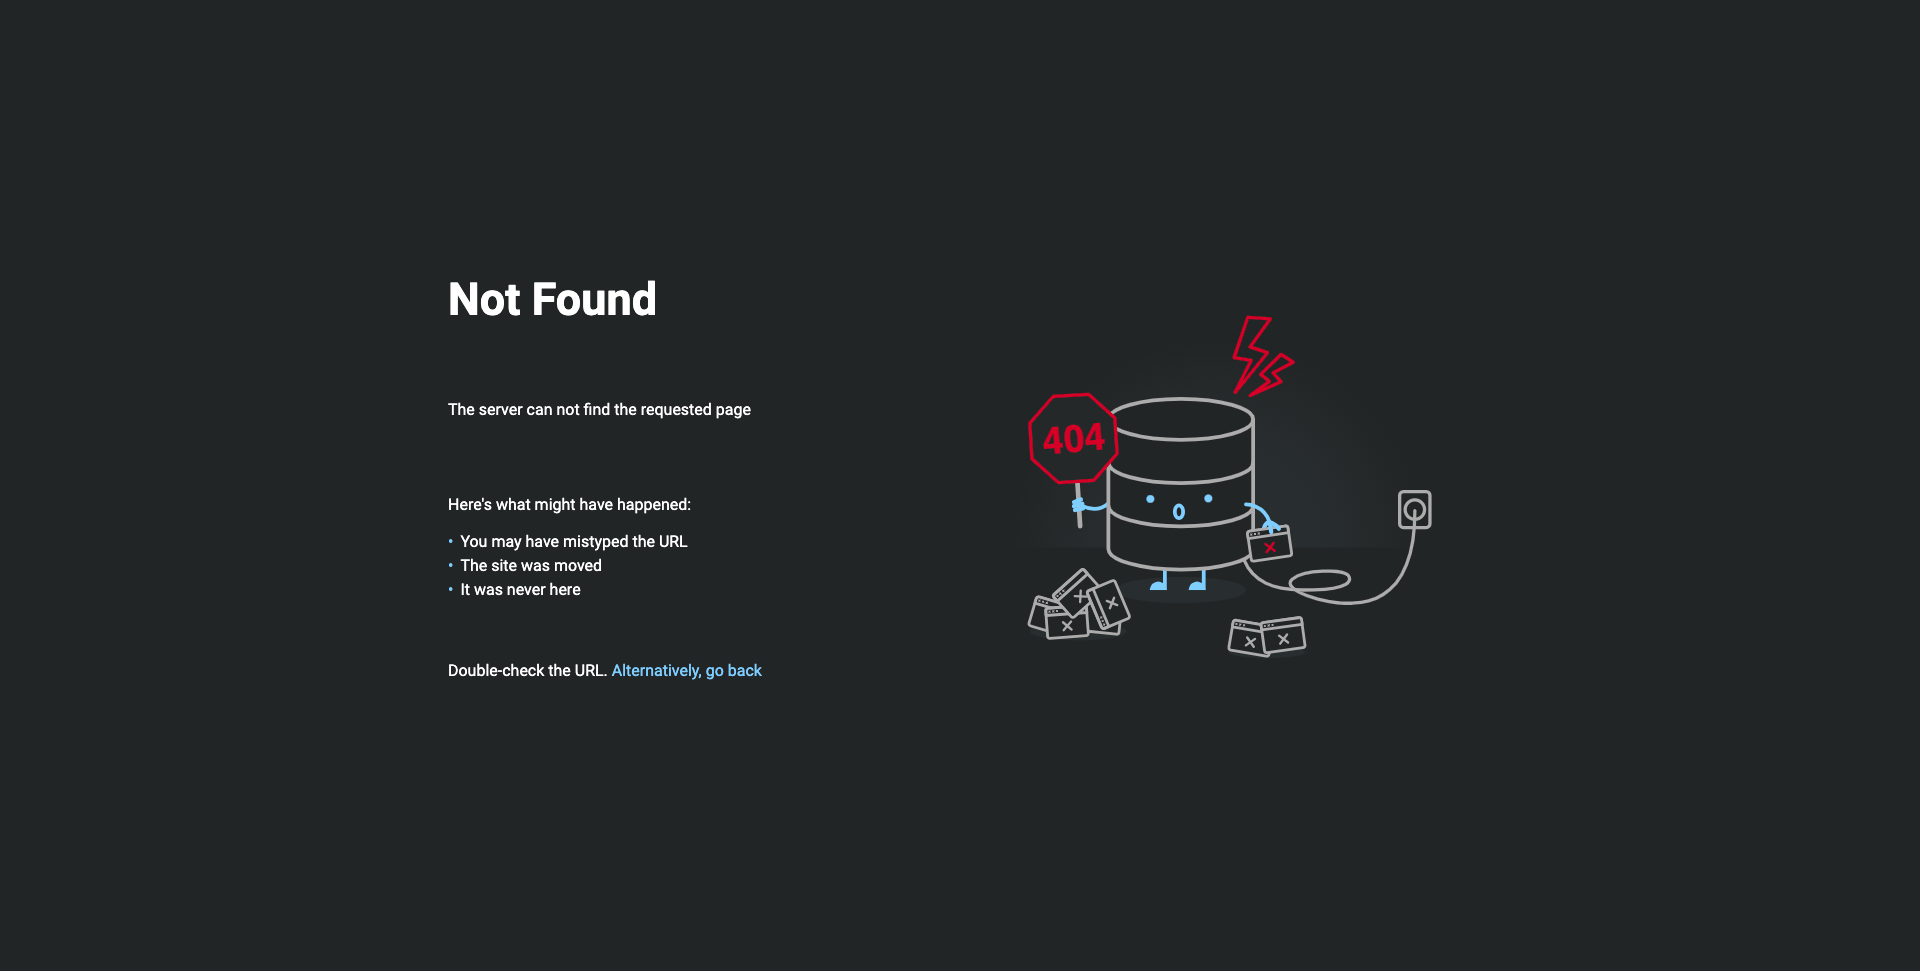 Not Found
The server can not find the requested page
404
Here's what might have happened:
• You may have mistyped the URL
• The site was moved
• It was never here
Double-check the URL. Alternatively, go back